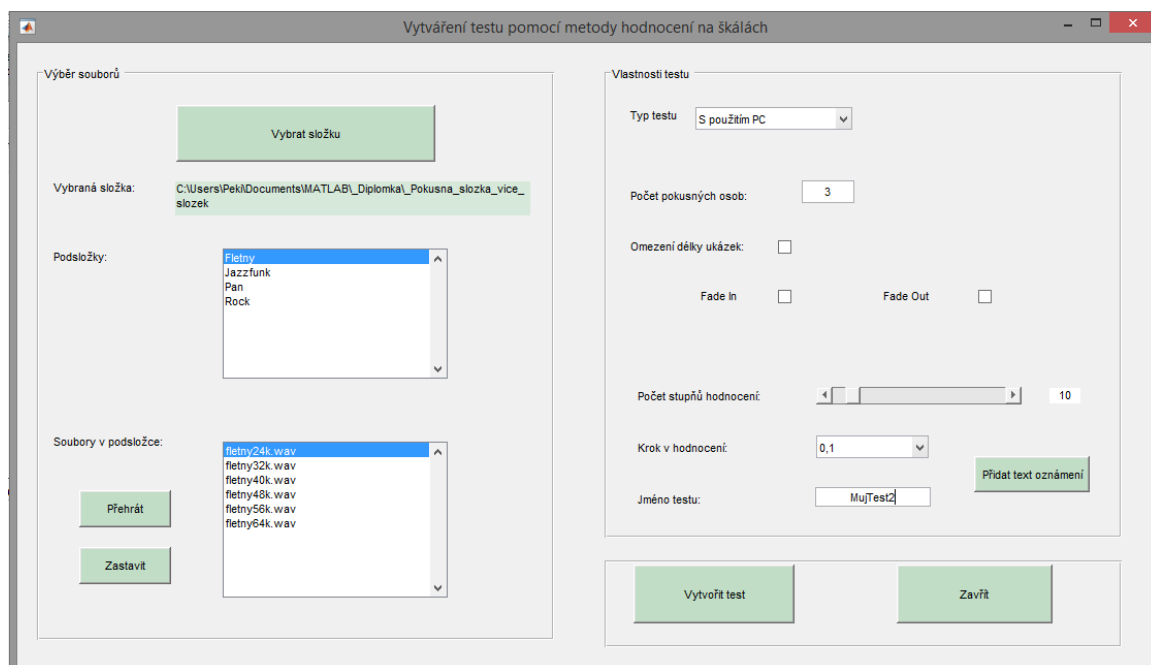 Vytváření testu pomocí metody hodnocení na škálách
Výběr souborů
Vybrat složku
Vybraná složka:
C:\Users\Peki\Documents\MATLAB\_Diplomka\_Pokusna_slozka_vice_
slozek
Podsložky:
Fletny
Jazzfunk
Pan
Rock
Soubory v podsložce:
fletny24k.wav
fletny32k.wav
fletny40k.wav
fletny48k.wav
fletny56k.wav
fletny64k.wav
Přehrát
Zastavit
Vlastnosti testu
Typ testu
S použitím PC
Počet pokusných osob:
3
Omezení délky ukázek:
Fade In
Fade Out
Počet stupňů hodnocení:
10
Krok v hodnocení:
0,1
Přidat text oznámení
Jméno testu:
MujTest2
Vytvořit test
Zavřít